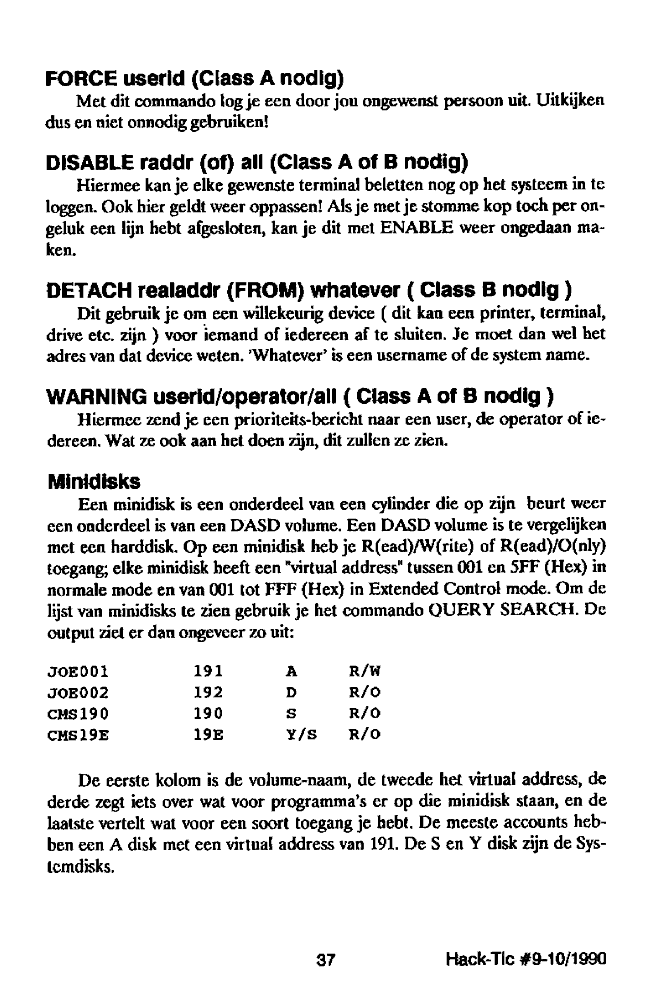 FORCE userid (Class A nodig)
Met dit commando log je een door jou ongewenst persoon uit. Uitkijken
dus en niet onnodig gebruiken!
DISABLE raddr (of) all (Class A of B nodig)
Hiermee kan je elke gewenste terminal beletten nog op het systeem in te
loggen. Ook hier geldt weer oppassen! Als je met je stomme kop toch per on-
geluk een lijn hebt afgesloten, kan je dit met ENABLE weer ongedaan ma-
ken.
DETACH realaddr (FROM) whatever ( Class B nodig )
Dit gebruik je om een willekeurig device ( dit kan een printer, terminal,
drive etc. zijn ) voor iemand of iedereen af te sluiten. Je moet dan wel het
adres van dat device weten. 'Whatever' is een username of de system name.
WARNING userid/operator/all ( Class A of B nodig )
Hiermee zend je een prioriteits-bericht naar een user, de operator of ie-
dereen. Wat ze ook aan het doen zijn, dit zullen ze zien.
Minidisks
Een minidisk is een onderdeel van een cylinder die op zijn beurt weer
een onderdeel is van een DASD volume. Een DASD volume is te vergelijken
met een harddisk. Op een minidisk heb je R(ead)/W(rite) of R(ead)/O(nly)
toegang; elke minidisk heeft een "virtual address" tussen 001 en 5FF (Hex) in
normale mode en van 001 tot FFF (Hex) in Extended Control mode. Om de
lijst van minidisks te zien gebruik je het commando QUERY SEARCH. De
output ziet er dan ongeveer zo uit:
JOE001 191 A R/W
JOE002 192 D R/O
CMS190 190 S R/O
CMS19E 19E Y/S R/O
De eerste kolom is de volume-naam, de tweede het virtual address, de
derde zegt iets over wat voor programma's er op die minidisk staan, en de
laatste vertelt wat voor een soort toegang je hebt. De meeste accounts heb-
ben een A disk met een virtual address van 191. De S en Y disk zijn de Sys-
temdisks.
37 Hack-Tic #9-10/1990